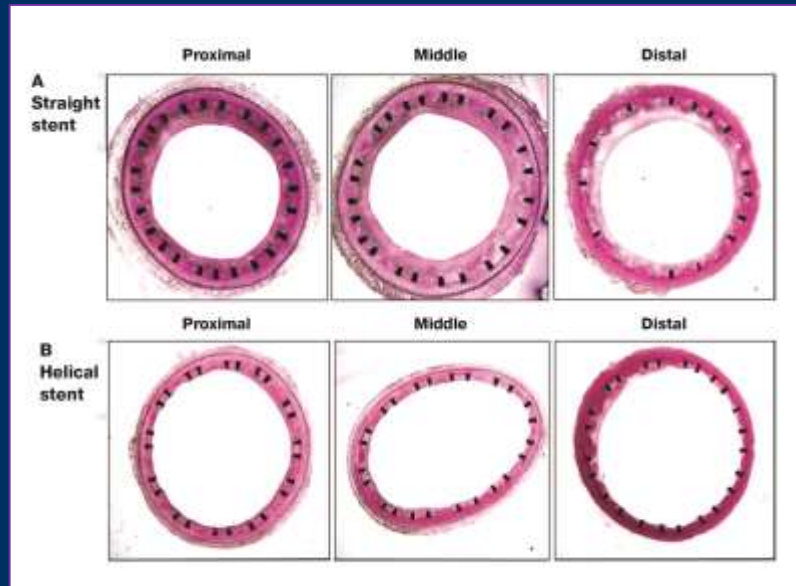 Proximal Middle Distal
A
Straight
stent
Proximal Middle Distal
B
Helical
stent